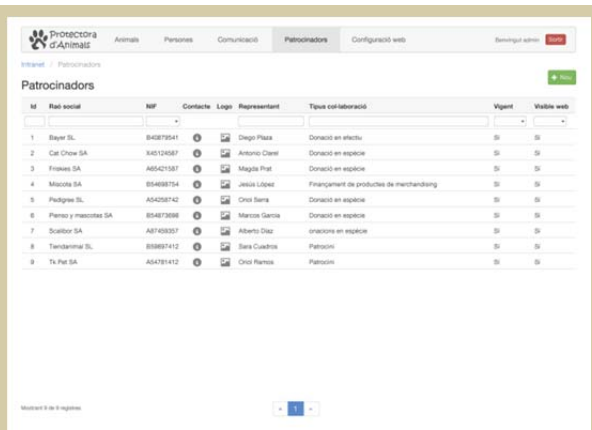 Protectora d'Animals
Animals Persones Comunicació Patrocinadors Configuració web Benvingut admin Sortir
Intranet / Patrocinadors
Patrocinadors
Nou
Id Raó social NIF Contacte Logo Representant Tipus col·laboració Vigent Visible web
1 Bayer SL. B40879541 Diego Plaza Donació en efectiu Sí Sí
2 Cat Chow SA X45124587 Antonio Clarel Donació en espècie Sí Sí
3 Friskies SA A65421587 Magda Prat Donació en espècie Sí Sí
4 Mascota SA B54698754 Jesús López Finançament de productes de merchandising Sí Sí
5 Pedigree SL. A54258742 Oriol Serra Donació en espècie Sí Sí
6 Pienso y mascotas SA B54873698 Marcos García Donació en espècie Sí Sí
7 Scalibor SA A87459357 Alberto Díaz onacions en espècie Sí Sí
8 Tiendanimal SL. B59697412 Sara Cuadros Patrocini Sí Sí
9 Tk.Pet SA A54781412 Oriol Ramos Patrocini Sí Sí
Mostrant 9 de 9 registres
« 1 »